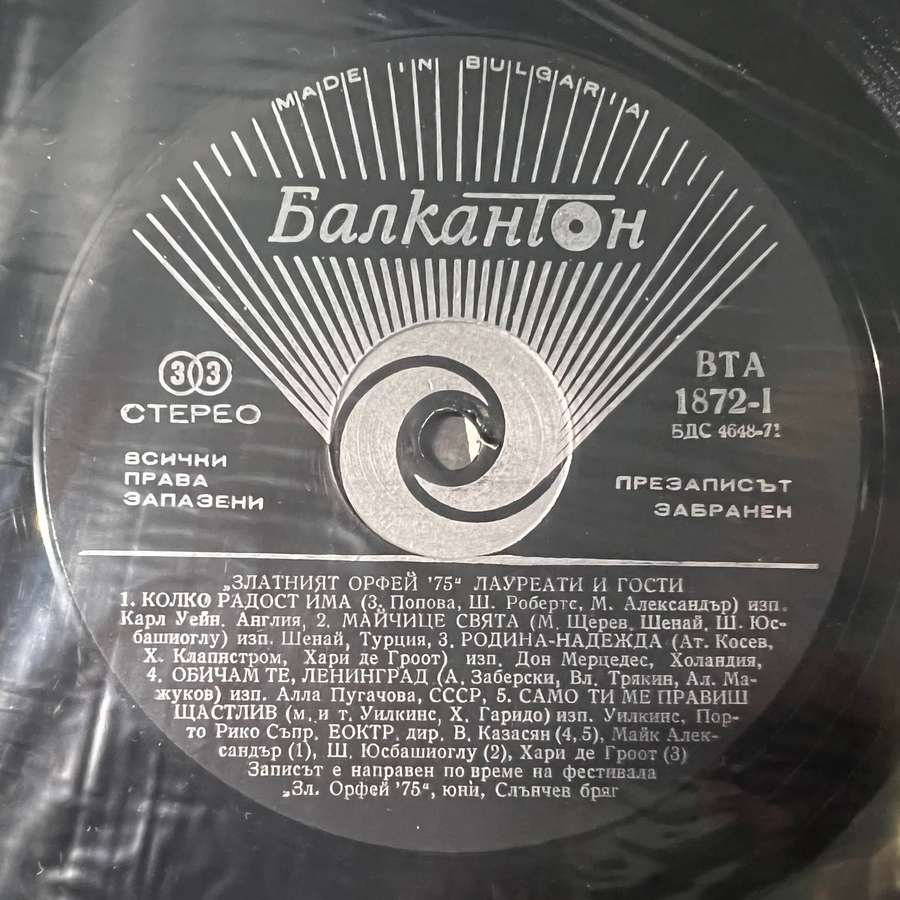 MADE IN BULGARIA
Балкантон
33
СТЕРЕО
ВТА
1872-I
БДС 4648-71
ВСИЧКИ
ПРАВА
ЗАПАЗЕНИ
ПРЕЗАПИСЪТ
ЗАБРАНЕН
„ЗЛАТНИЯТ ОРФЕЙ '75“ ЛАУРЕАТИ И ГОСТИ
1. КОЛКО РАДОСТ ИМА (З. Попова, Ш. Робертс, М. Александър) изп.
Карл Уейн, Англия, 2. МАЙЧИЦЕ СВЯТА (М. Щерев, Шенай, Ш. Юс-
башиоглу) изп. Шенай, Турция, 3. РОДИНА-НАДЕЖДА (Ат. Косев,
Х. Клапнстром, Хари де Гроот) изп. Дон Мерцедес, Холандия,
4. ОБИЧАМ ТЕ, ЛЕНИНГРАД (А. Заберски, Вл. Трякин, Ал. Ма-
жуков) изп. Алла Пугачова, СССР, 5. САМО ТИ МЕ ПРАВИШ
ЩАСТЛИВ (м. и т. Уилкинс, Х. Гаридо) изп. Уилкинс, Пор-
то Рико Съпр. ЕОКТР, дир. В. Казасян (4, 5), Майк Алек-
сандър (1), Ш. Юсбашиоглу (2), Хари де Гроот (3)
Записът е направен по време на фестивала
„Зл. Орфей '75“, юни, Слънчев бряг